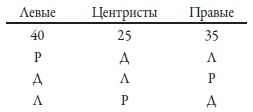 Левые Центристы Правые
40 25 35
Р Д Л
Д Л Р
Л Р Д